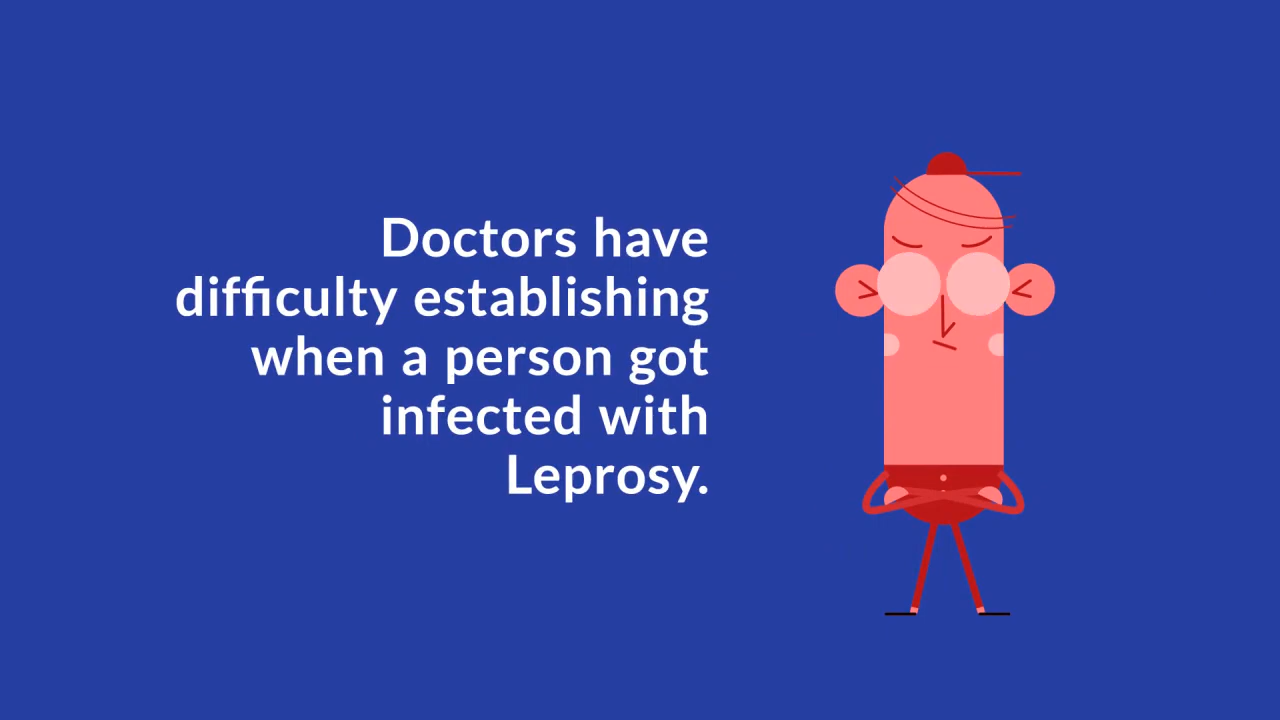 Doctors have
difficulty establishing
when a person got
infected with
Leprosy.